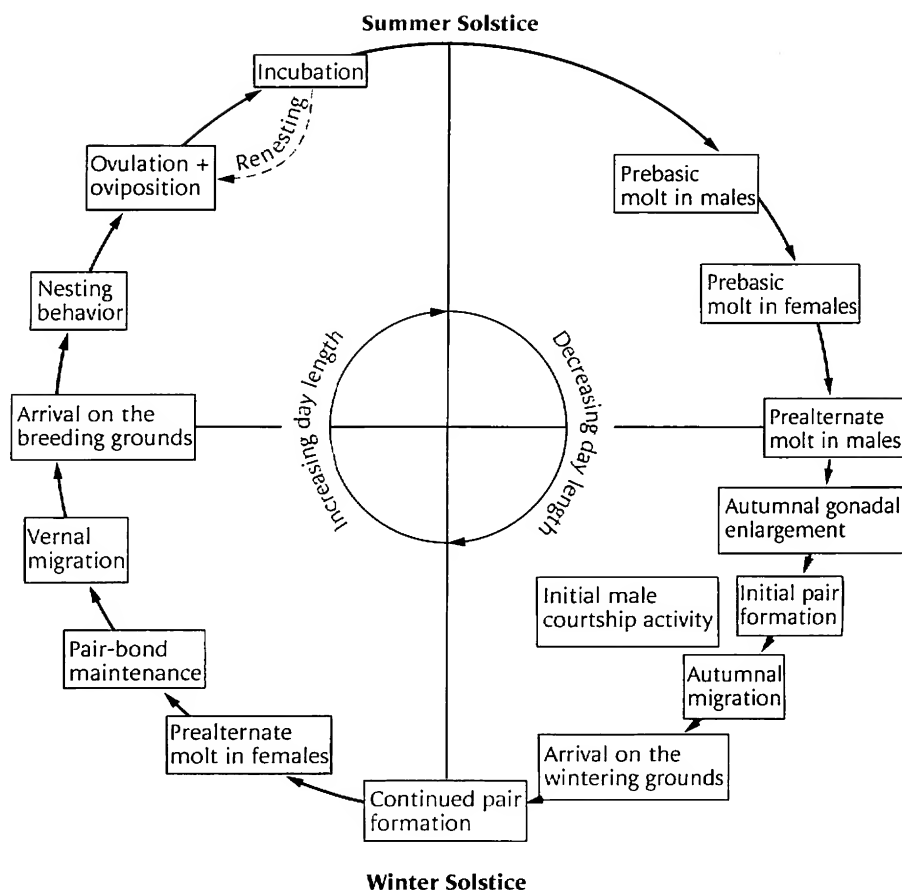 Summer Solstice
Incubation
Renesting
Ovulation +
oviposition
Prebasic
molt in males
Nesting
behavior
Prebasic
molt in females
Increasing day length
Decreasing day length
Arrival on the
breeding grounds
Prealternate
molt in males
Autumnal gonadal
enlargement
Vernal
migration
Initial male
courtship activity
Initial pair
formation
Pair-bond
maintenance
Autumnal
migration
Prealternate
molt in females
Arrival on the
wintering grounds
Continued pair
formation
Winter Solstice